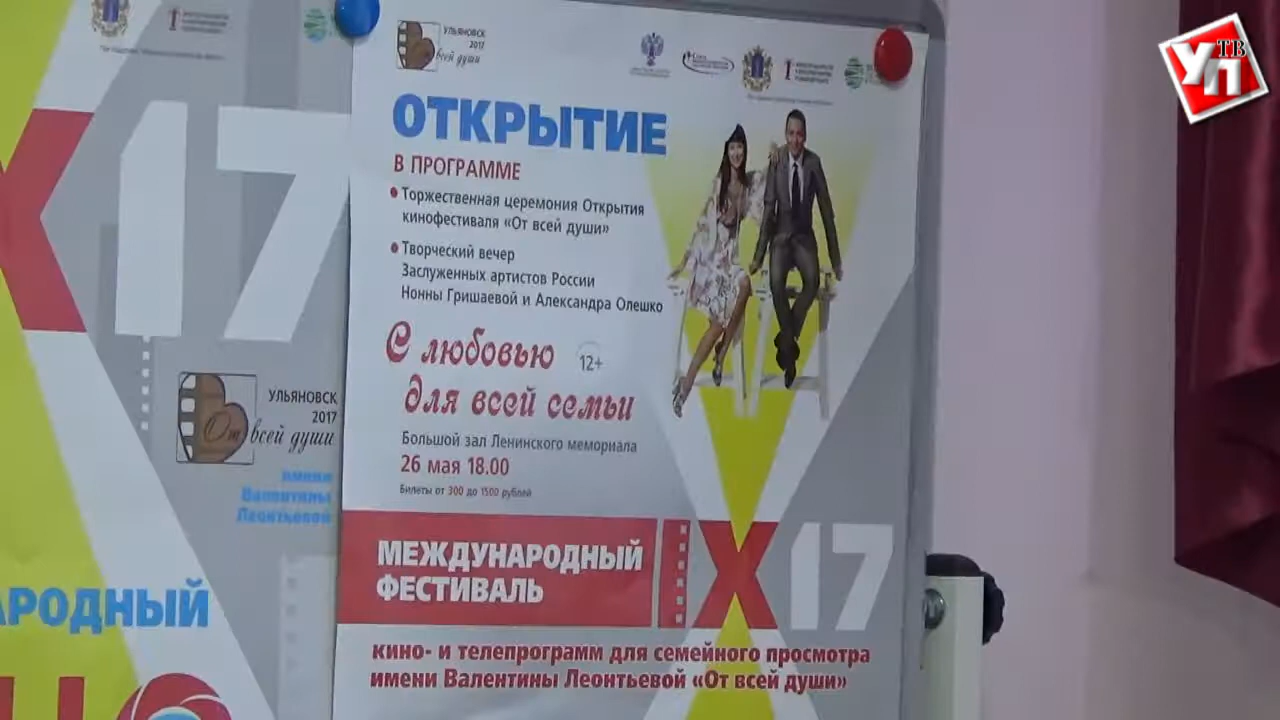 УП
ТВ
УЛЬЯНОВСК
2017
всей души
ОТКРЫТИЕ
В ПРОГРАММЕ
• Торжественная церемония Открытия
кинофестиваля «От всей души»
• Творческий вечер
Заслуженных артистов России
Нонны Гришаевой и Александра Олешко
С любовью
12+
для всей семьи
Большой зал Ленинского мемориала
26 мая 18.00
Билеты от 300 до 1500 рублей
МЕЖДУНАРОДНЫЙ
ФЕСТИВАЛЬ
X 17
кино- и телепрограмм для семейного просмотра
имени Валентины Леонтьевой «От всей души»
X 17
УЛЬЯНОВСК
2017
От всей души
имени
Валентины
Леонтьевой
АРОДНЫЙ